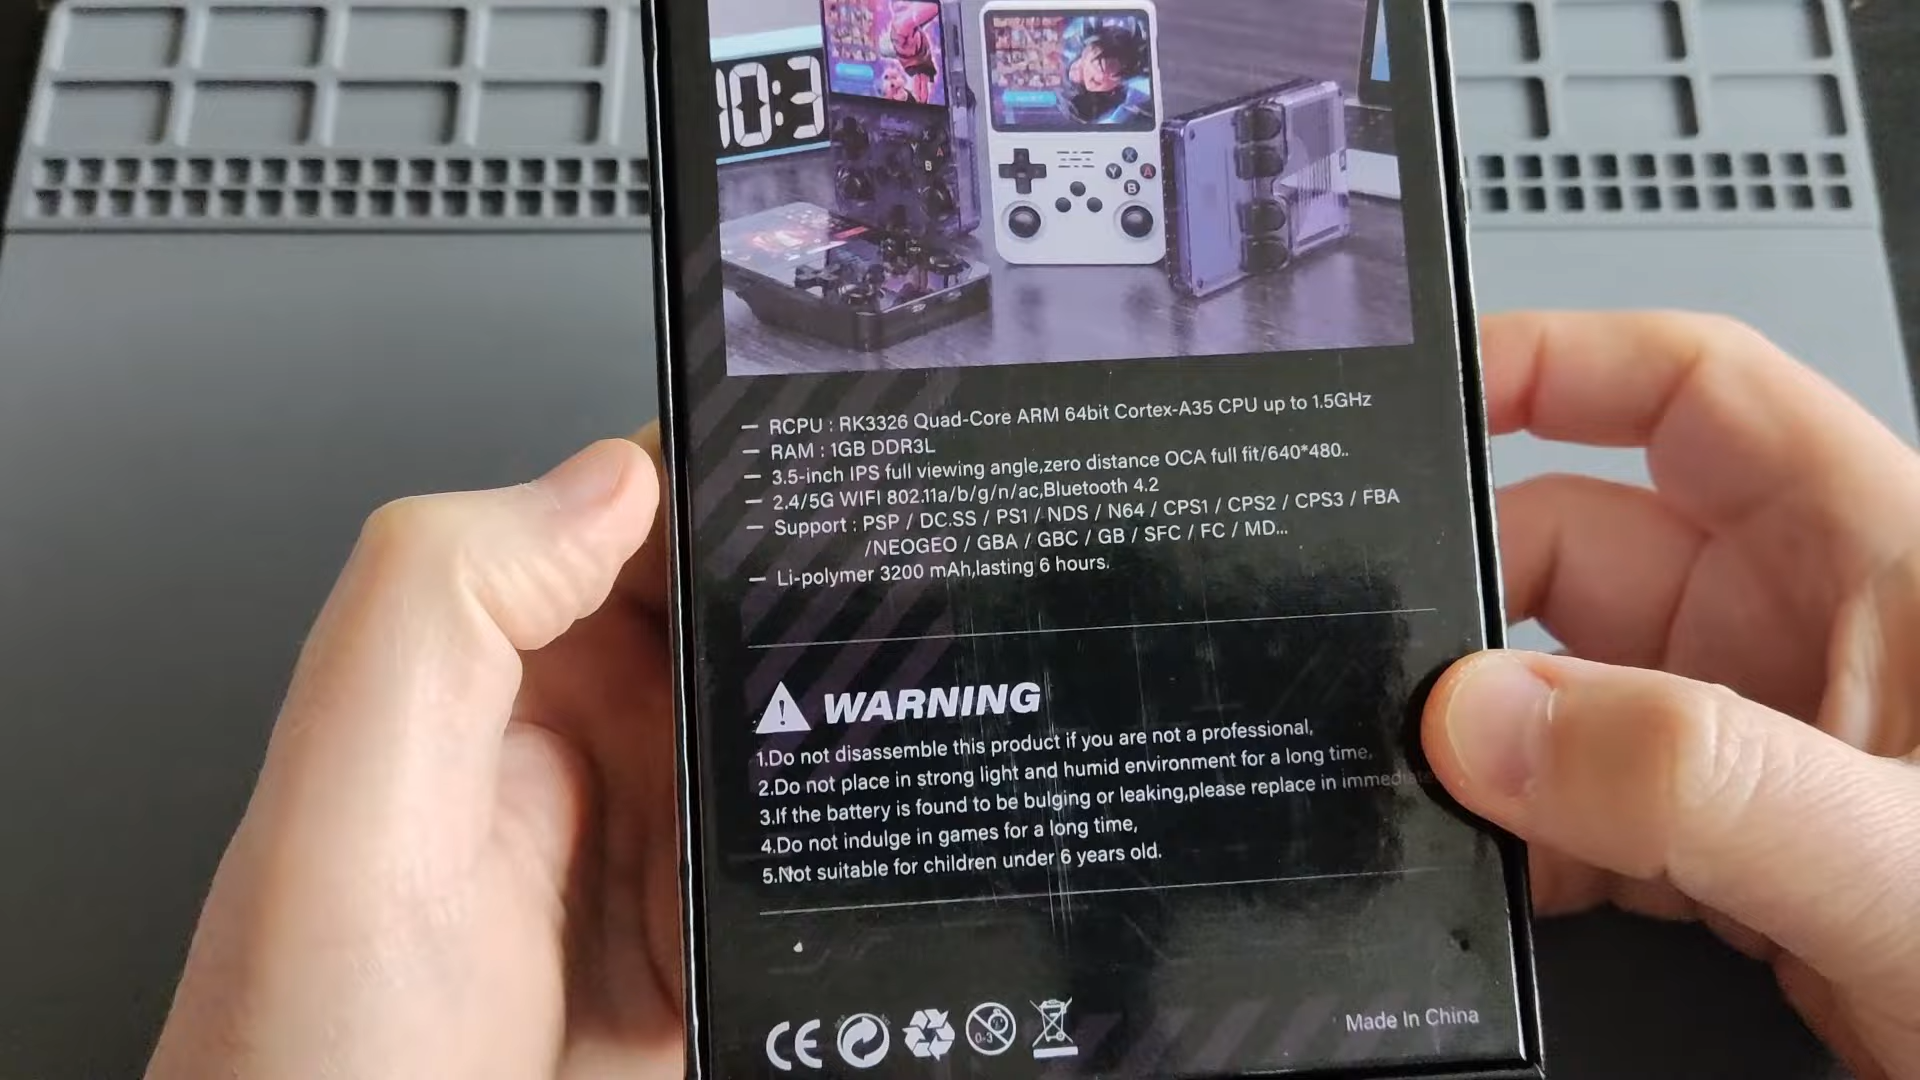 10:3
X
Y A
B
— RCPU : RK3326 Quad-Core ARM 64bit Cortex-A35 CPU up to 1.5GHz
— RAM : 1GB DDR3L
— 3.5-inch IPS full viewing angle,zero distance OCA full fit/640*480..
— 2.4/5G WIFI 802.11a/b/g/n/ac,Bluetooth 4.2
— Support : PSP / DC.SS / PS1 / NDS / N64 / CPS1 / CPS2 / CPS3 / FBA
/NEOGEO / GBA / GBC / GB / SFC / FC / MD...
— Li-polymer 3200 mAh,lasting 6 hours.
WARNING
1.Do not disassemble this product if you are not a professional,
2.Do not place in strong light and humid environment for a long time,
3.If the battery is found to be bulging or leaking,please replace in immediate
4.Do not indulge in games for a long time,
5.Not suitable for children under 6 years old.
CE
0-3
Made In China